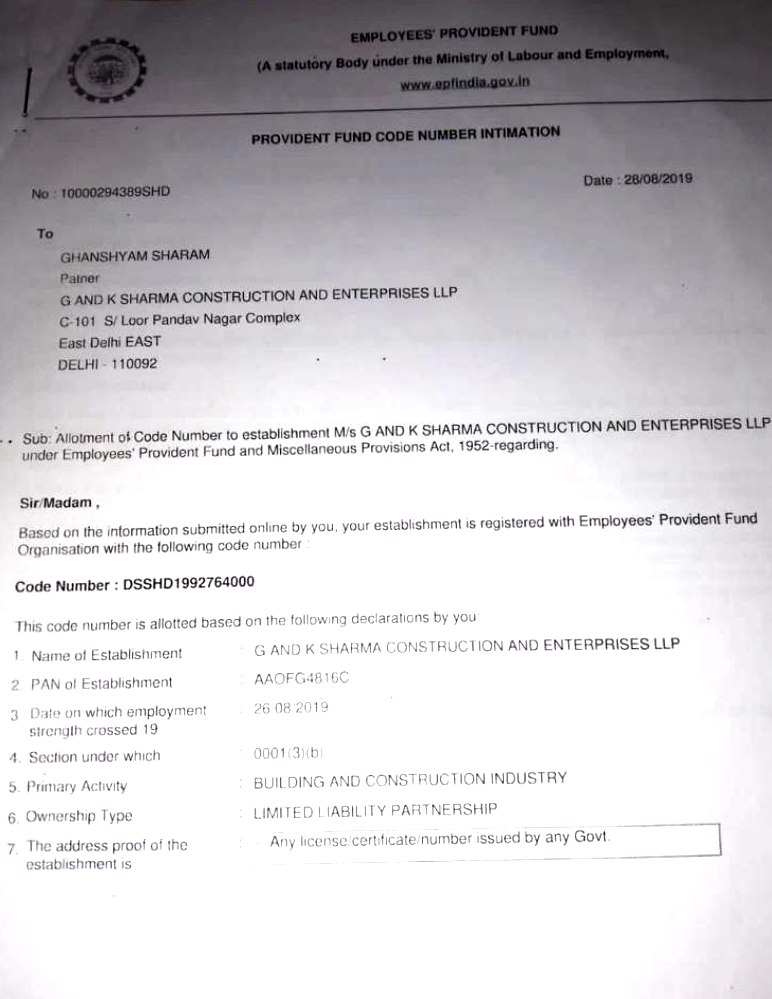 EMPLOYEES' PROVIDENT FUND
(A statutory Body under the Ministry of Labour and Employment,
www.epfindia.gov.in
PROVIDENT FUND CODE NUMBER INTIMATION
No : 10000294389SHD
Date : 28/08/2019
To
GHANSHYAM SHARAM
Patner
G AND K SHARMA CONSTRUCTION AND ENTERPRISES LLP
C-101 S/ Loor Pandav Nagar Complex
East Delhi EAST
DELHI - 110092
Sub: Allotment of Code Number to establishment M/s G AND K SHARMA CONSTRUCTION AND ENTERPRISES LLP
under Employees' Provident Fund and Miscellaneous Provisions Act, 1952-regarding.
Sir/Madam ,
Based on the information submitted online by you, your establishment is registered with Employees' Provident Fund
Organisation with the following code number :
Code Number : DSSHD1992764000
This code number is allotted based on the following declarations by you:
1. Name of Establishment : G AND K SHARMA CONSTRUCTION AND ENTERPRISES LLP
2 PAN of Establishment : AAOFG4816C
3 Date on which employment : 26.08.2019
strength crossed 19
4. Section under which : 0001(3)(b)
5. Primary Activity : BUILDING AND CONSTRUCTION INDUSTRY
6. Ownership Type : LIMITED LIABILITY PARTNERSHIP
7. The address proof of the : - Any license/certificate/number issued by any Govt.
establishment is